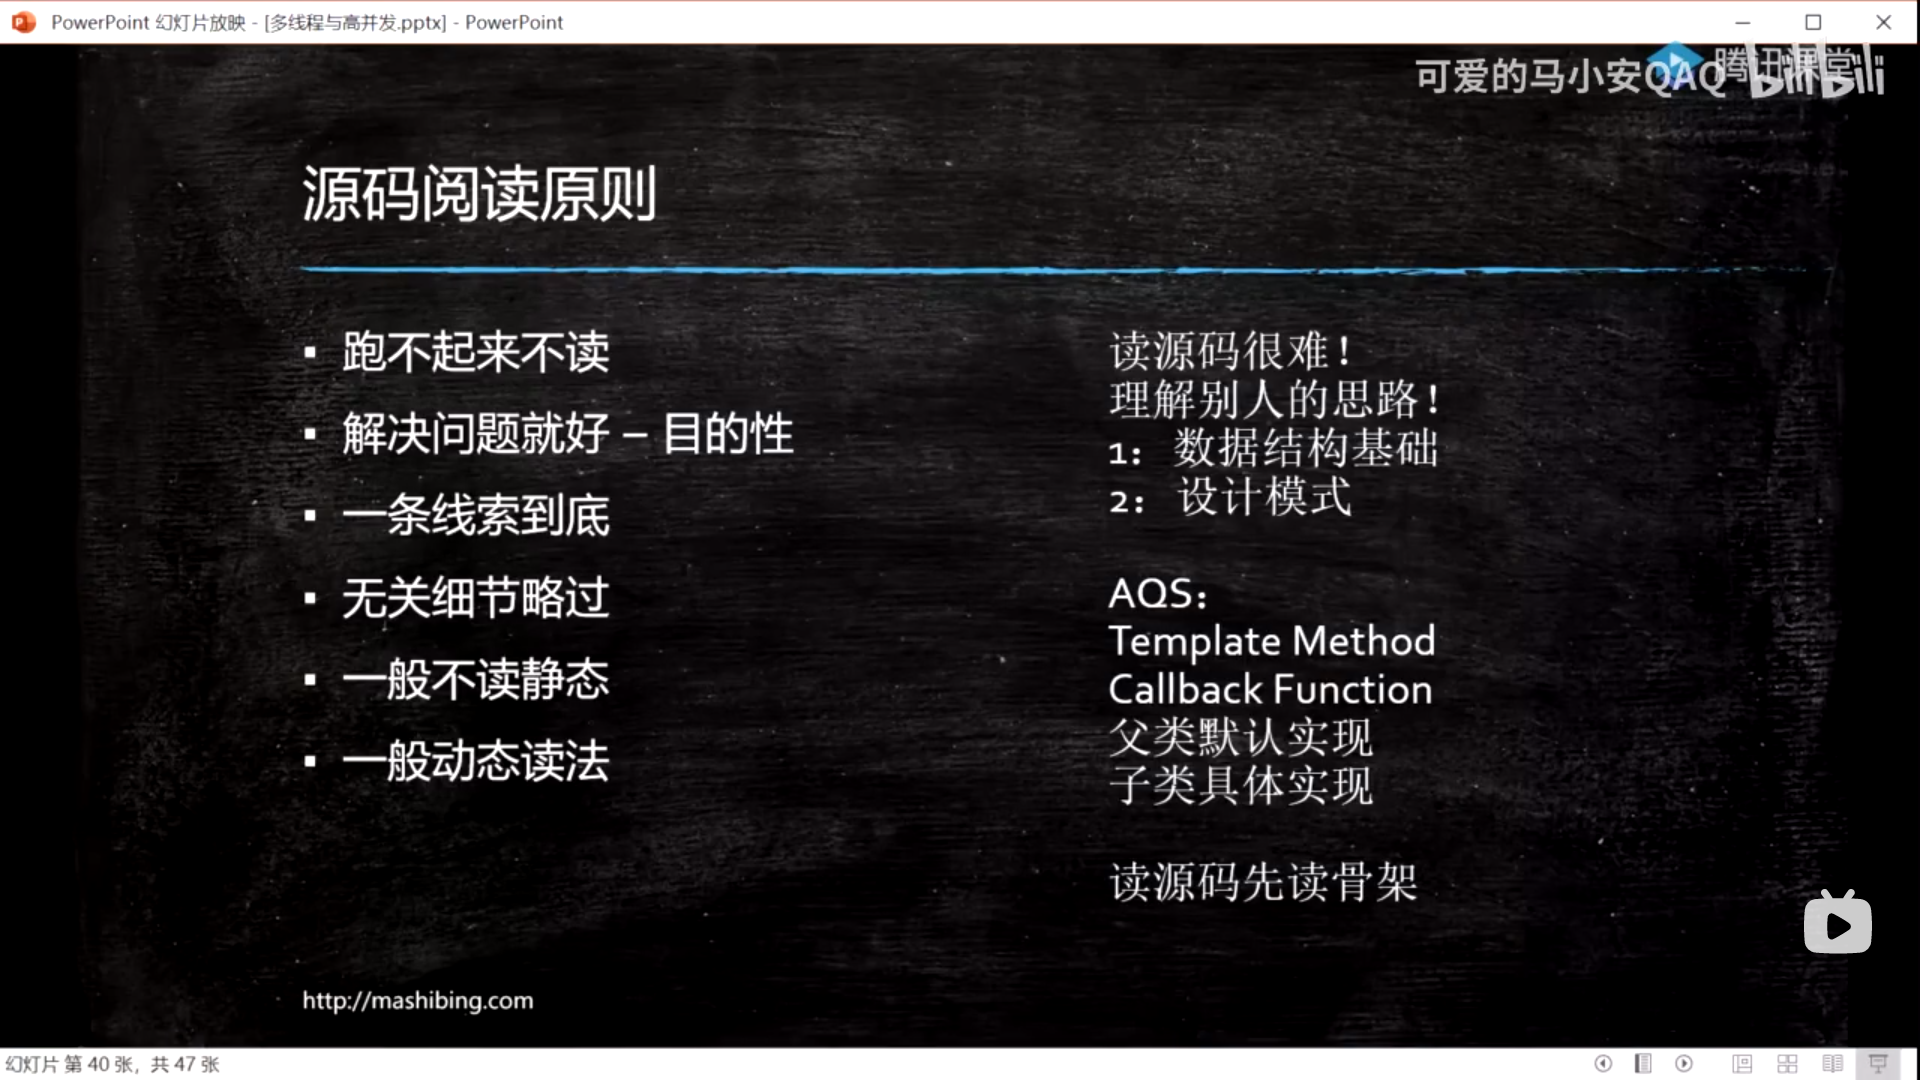 PowerPoint 幻灯片放映 - [多线程与高并发.pptx] - PowerPoint
可爱的马小安QAQ
腾讯课堂
bilibili
源码阅读原则
▪ 跑不起来不读
▪ 解决问题就好 – 目的性
▪ 一条线索到底
▪ 无关细节略过
▪ 一般不读静态
▪ 一般动态读法
读源码很难！
理解别人的思路！
1： 数据结构基础
2： 设计模式
AQS：
Template Method
Callback Function
父类默认实现
子类具体实现
读源码先读骨架
http://mashibing.com
幻灯片 第 40 张，共 47 张